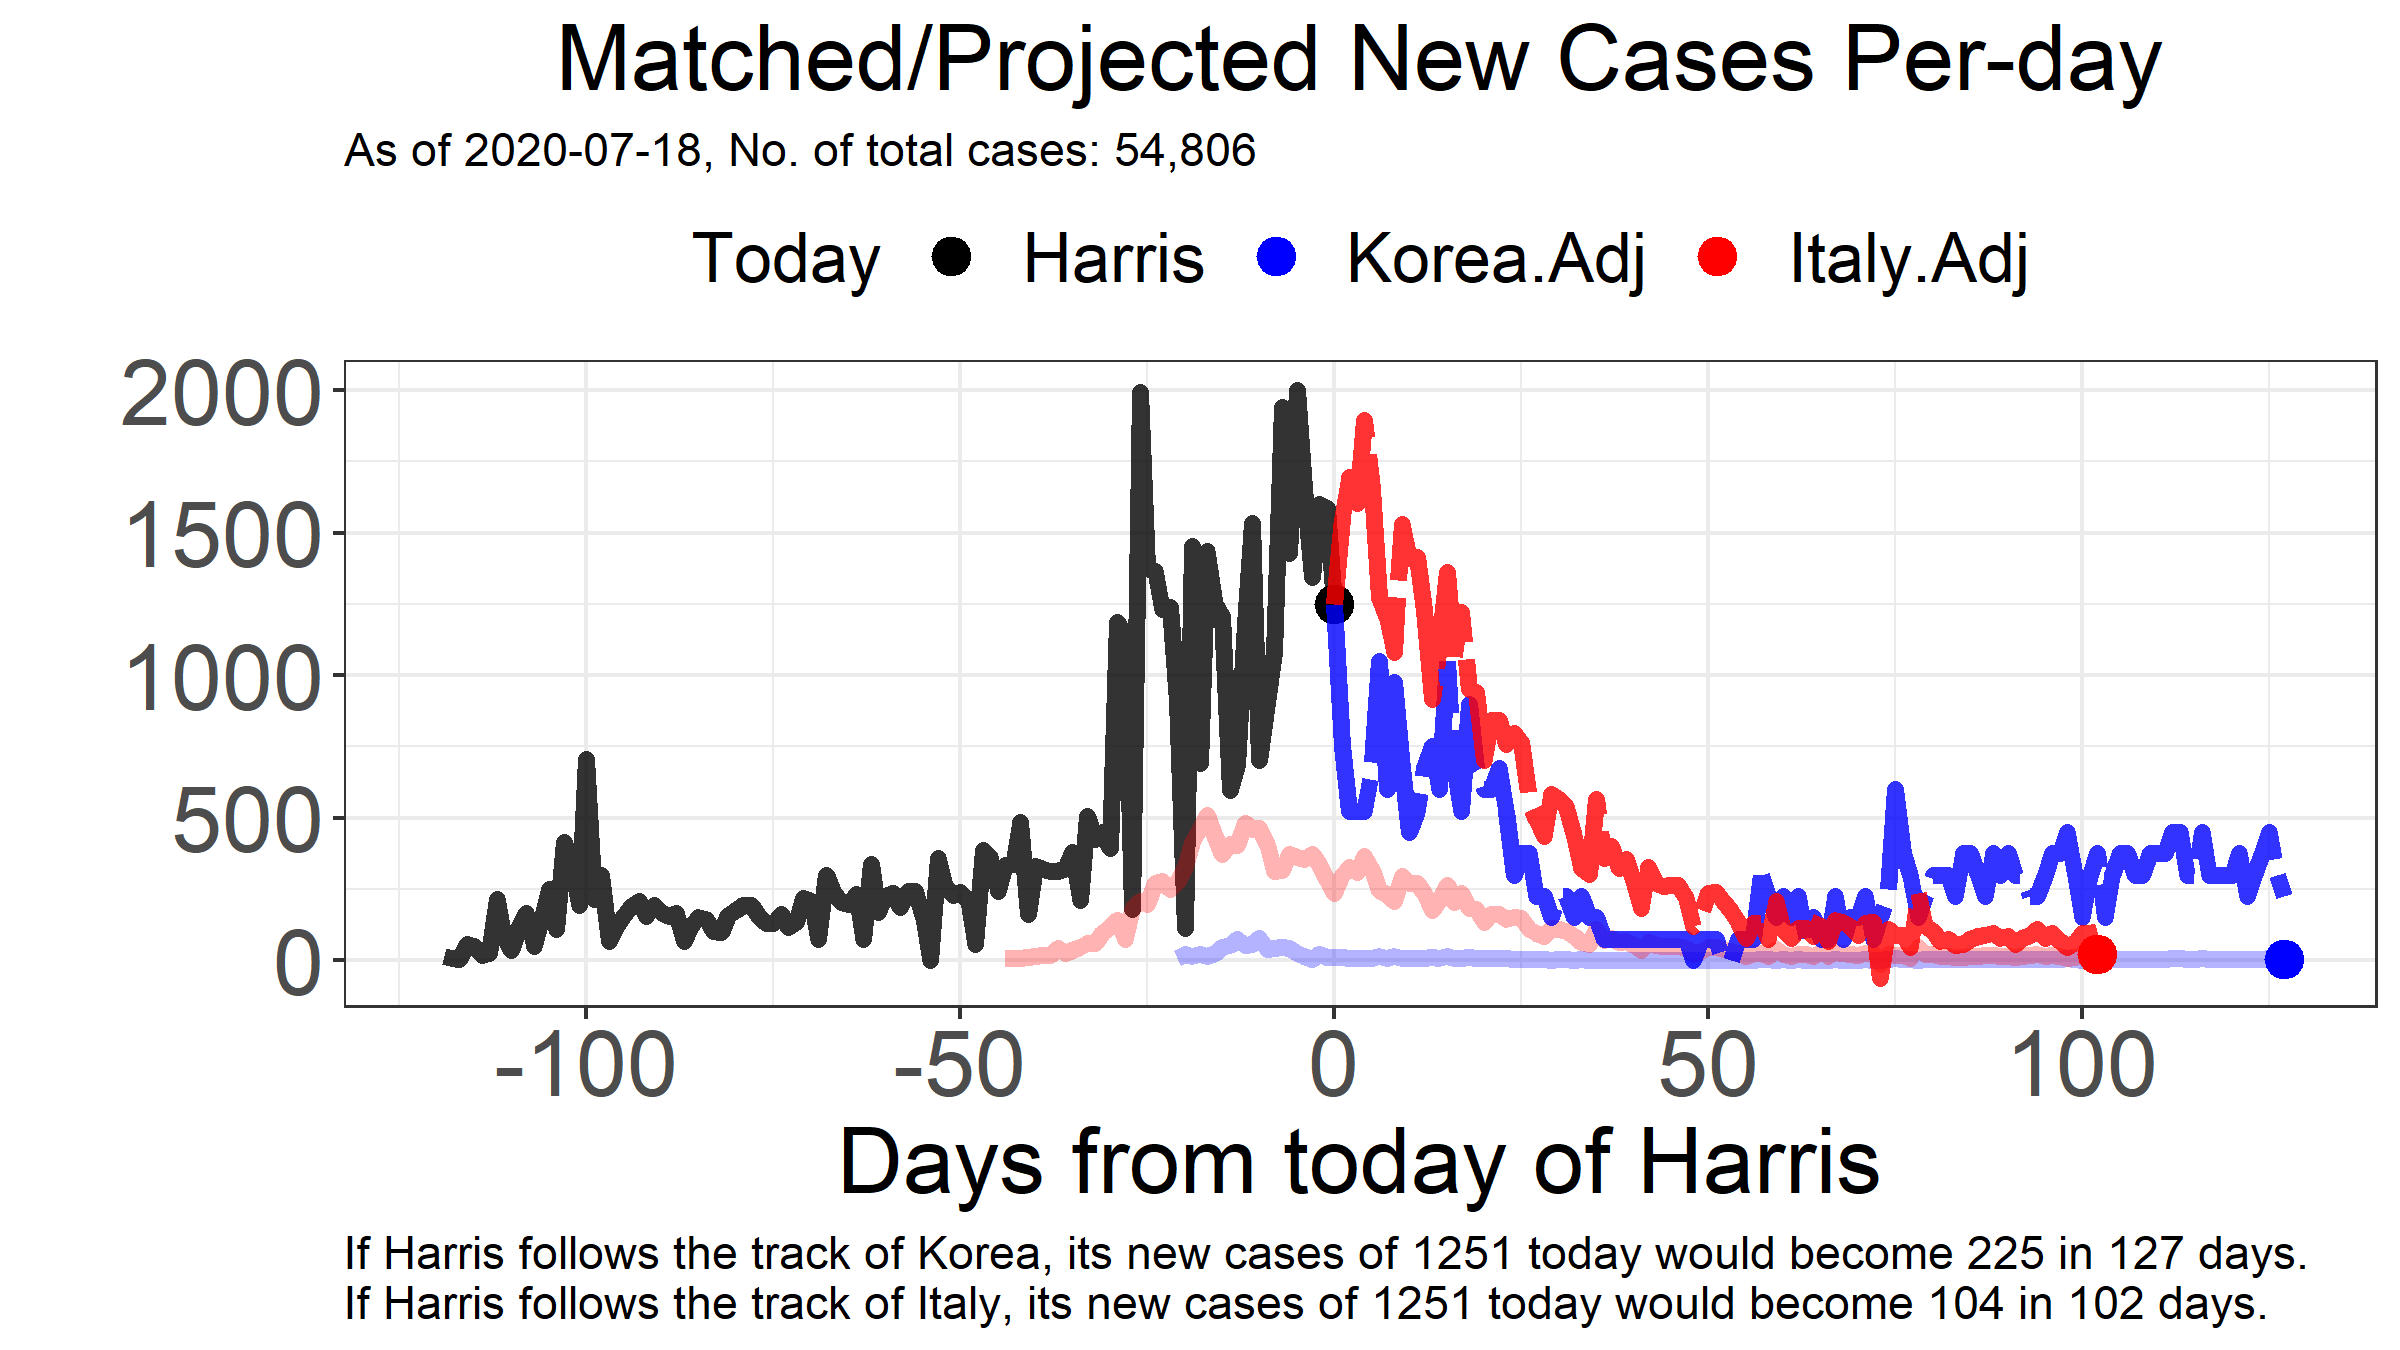 Matched/Projected New Cases Per-day
As of 2020-07-18, No. of total cases: 54,806
Today Harris Korea.Adj Italy.Adj
2000
1500
1000
500
0
-100 -50 0 50 100
Days from today of Harris
If Harris follows the track of Korea, its new cases of 1251 today would become 225 in 127 days.
If Harris follows the track of Italy, its new cases of 1251 today would become 104 in 102 days.